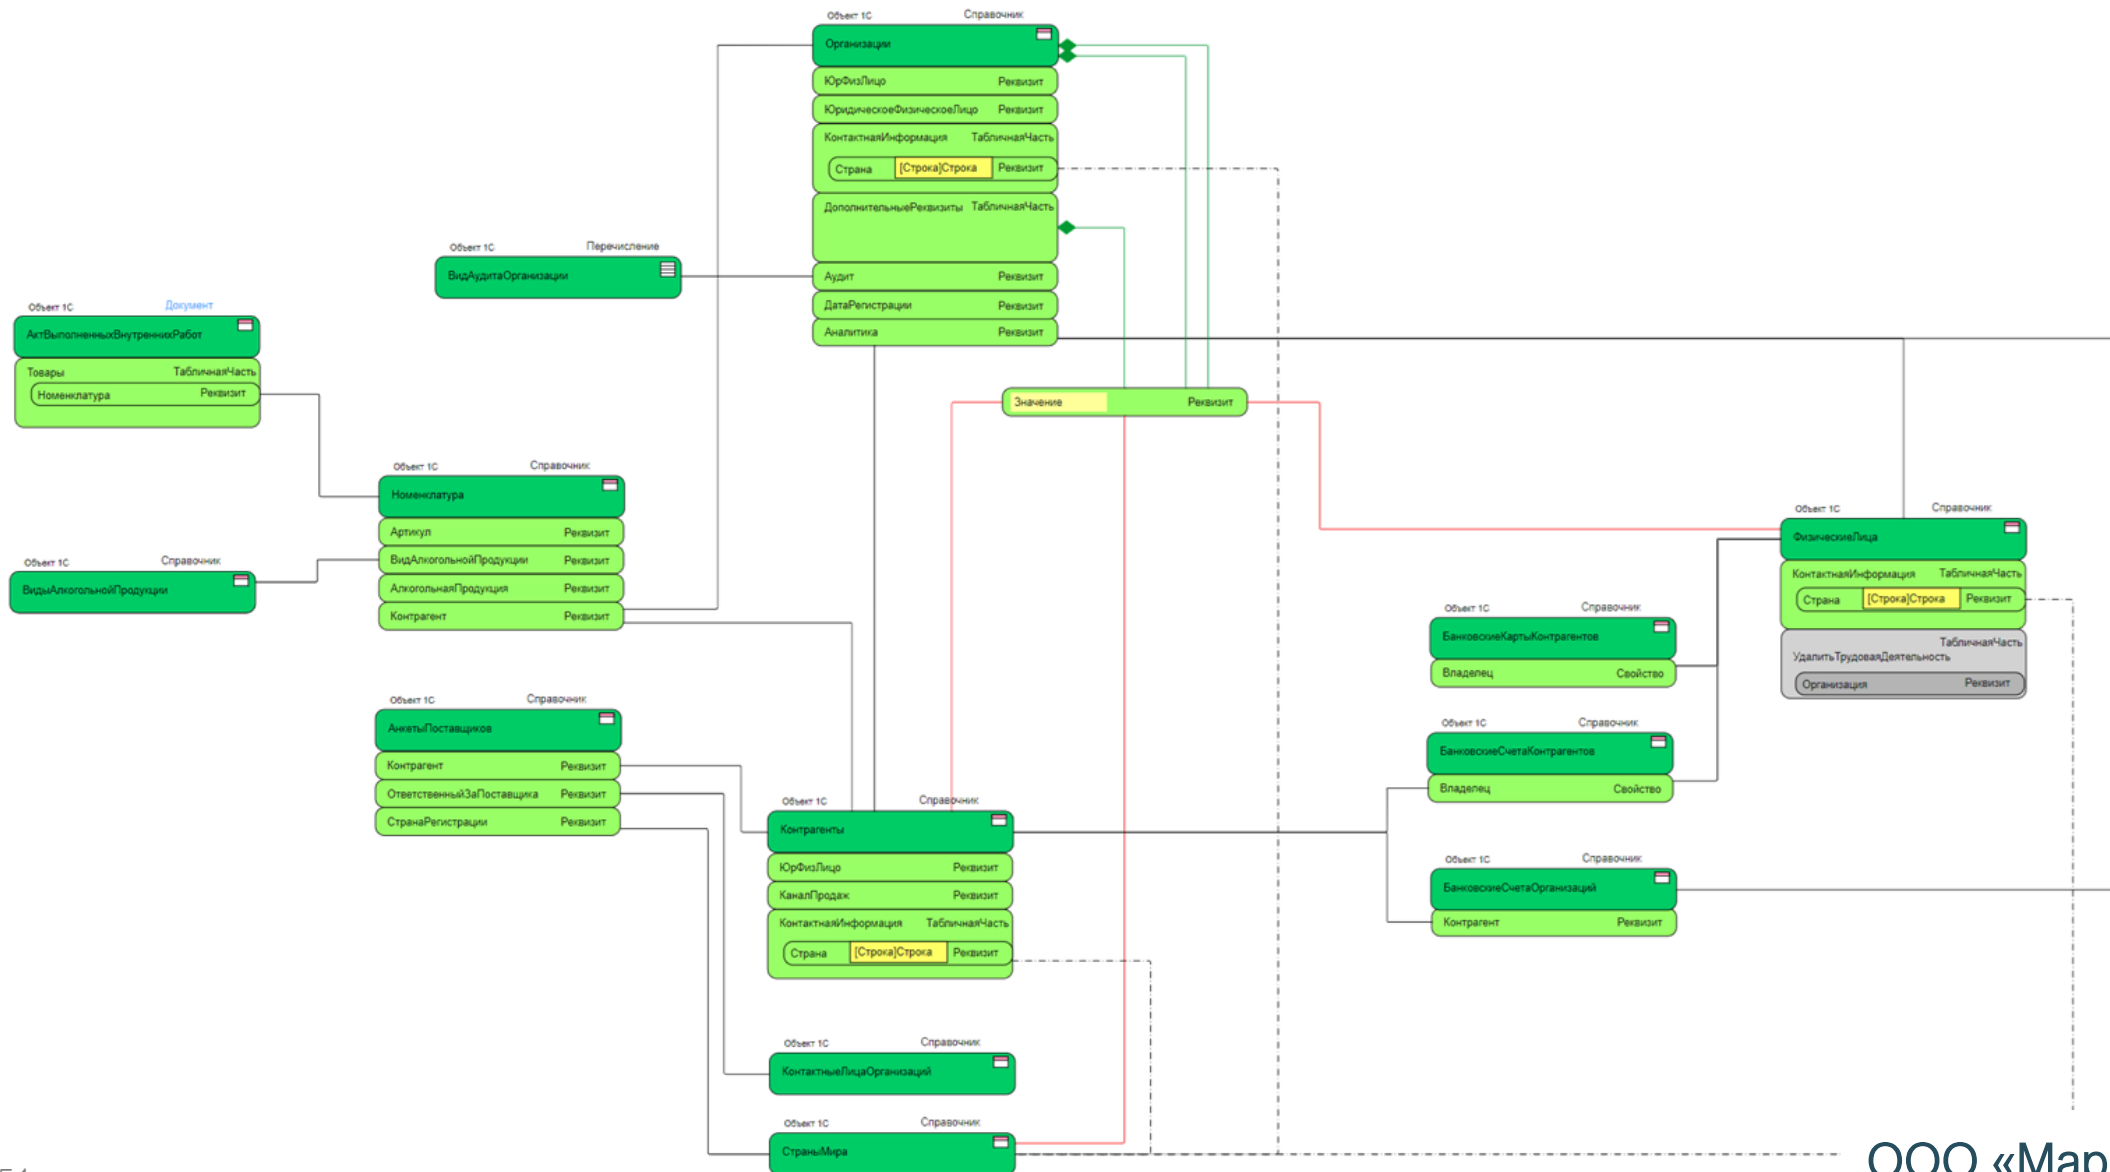 Объект 1С Справочник
Организации
ЮрФизЛицо Реквизит
ЮридическоеФизическоеЛицо Реквизит
КонтактнаяИнформация ТабличнаяЧасть
Страна [Строка]Строка Реквизит
ДополнительныеРеквизиты ТабличнаяЧасть
Аудит Реквизит
ДатаРегистрации Реквизит
Аналитика Реквизит
Объект 1С Перечисление
ВидАудитаОрганизации
Объект 1С Документ
АктВыполненныхВнутреннихРабот
Товары ТабличнаяЧасть
Номенклатура Реквизит
Значение Реквизит
Объект 1С Справочник
Номенклатура
Артикул Реквизит
ВидАлкогольнойПродукции Реквизит
АлкогольнаяПродукция Реквизит
Контрагент Реквизит
Объект 1С Справочник
ВидыАлкогольнойПродукции
Объект 1С Справочник
ФизическиеЛица
КонтактнаяИнформация ТабличнаяЧасть
Страна [Строка]Строка Реквизит
ТабличнаяЧасть
УдалитьТрудоваяДеятельность
Организация Реквизит
Объект 1С Справочник
БанковскиеКартыКонтрагентов
Владелец Свойство
Объект 1С Справочник
БанковскиеСчетаКонтрагентов
Владелец Свойство
Объект 1С Справочник
БанковскиеСчетаОрганизаций
Контрагент Реквизит
Объект 1С Справочник
АнкетыПоставщиков
Контрагент Реквизит
ОтветственныйЗаПоставщика Реквизит
СтранаРегистрации Реквизит
Объект 1С Справочник
Контрагенты
ЮрФизЛицо Реквизит
КаналПродаж Реквизит
КонтактнаяИнформация ТабличнаяЧасть
Страна [Строка]Строка Реквизит
Объект 1С Справочник
КонтактныеЛицаОрганизаций
Объект 1С Справочник
СтраныМира
ООО «Мар